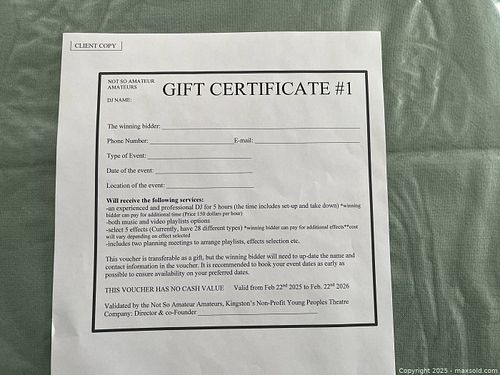 CLIENT COPY
NOT SO AMATEUR
AMATEURS
GIFT CERTIFICATE #1
DJ NAME:
The winning bidder:
Phone Number: E-mail:
Type of Event:
Date of the event:
Location of the event:
Will receive the following services:
-an experienced and professional DJ for 5 hours (the time includes set-up and take down) *winning
bidder can pay for additional time (Price 150 dollars per hour)
-both music and video playlists options
-select 5 effects (Currently, have 28 different types) *winning bidder can pay for additional effects**cost
will vary depending on effect selected
-includes two planning meetings to arrange playlists, effects selection etc.
This voucher is transferable as a gift, but the winning bidder will need to up-date the name and
contact information in the voucher. It is recommended to book your event dates as early as
possible to ensure availability on your preferred dates.
THIS VOUCHER HAS NO CASH VALUE Valid from Feb 22nd 2025 to Feb. 22nd 2026
Validated by the Not So Amateur Amateurs, Kingston's Non-Profit Young Peoples Theatre
Company: Director & co-Founder
Copyright 2025 - maxsold.com